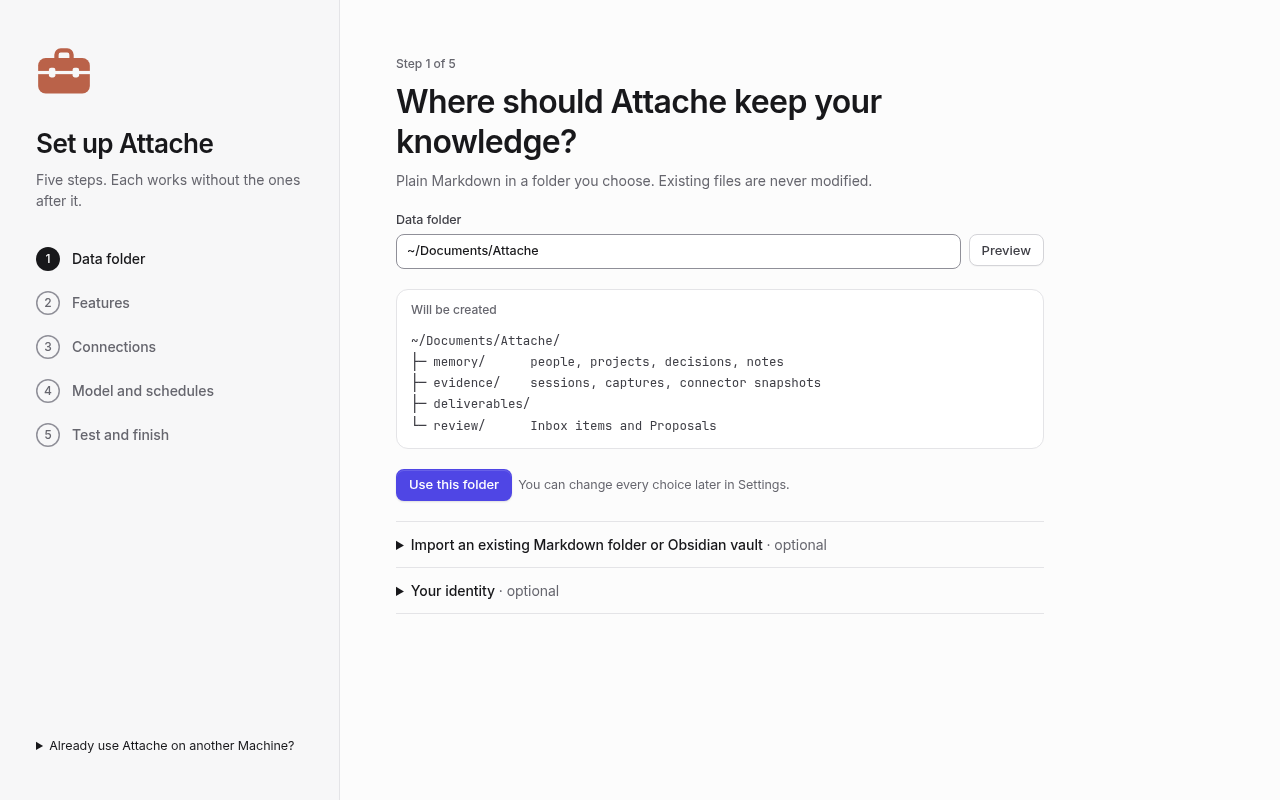 Set up Attache
Five steps. Each works without the ones
after it.
1 Data folder
2 Features
3 Connections
4 Model and schedules
5 Test and finish
Already use Attache on another Machine?
Step 1 of 5
Where should Attache keep your
knowledge?
Plain Markdown in a folder you choose. Existing files are never modified.
Data folder
~/Documents/Attache
Preview
Will be created
~/Documents/Attache/
├─ memory/ people, projects, decisions, notes
├─ evidence/ sessions, captures, connector snapshots
├─ deliverables/
└─ review/ Inbox items and Proposals
Use this folder You can change every choice later in Settings.
Import an existing Markdown folder or Obsidian vault · optional
Your identity · optional